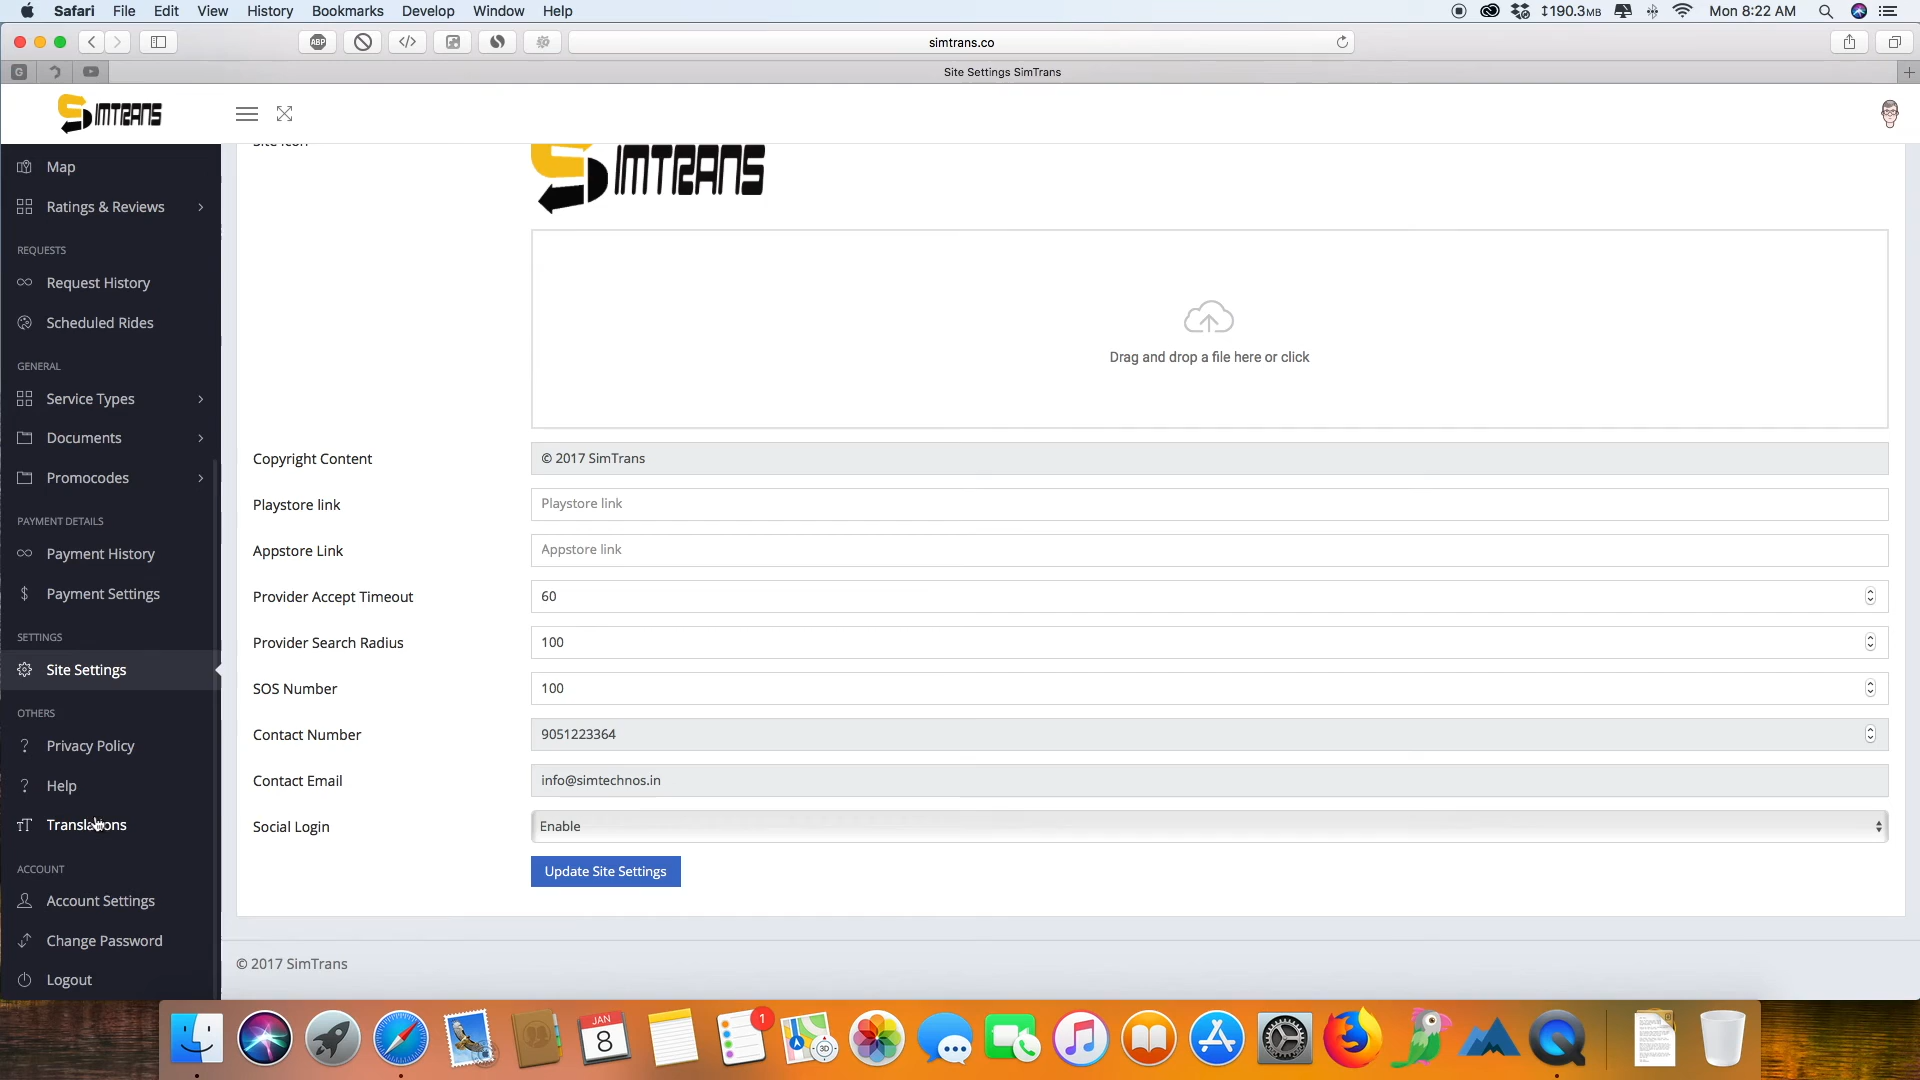 Safari File Edit View History Bookmarks Develop Window Help
190.3MB
Mon 8:22 AM
ABP
simtrans.co
G
Site Settings SimTrans
SIMTRANS
Site Icon
SIMTRANS
Map
Ratings & Reviews
REQUESTS
Request History
Scheduled Rides
GENERAL
Service Types
Documents
Promocodes
PAYMENT DETAILS
Payment History
Payment Settings
SETTINGS
Site Settings
OTHERS
Privacy Policy
Help
Translations
ACCOUNT
Account Settings
Change Password
Logout
Drag and drop a file here or click
Copyright Content
© 2017 SimTrans
Playstore link
Playstore link
Appstore Link
Appstore link
Provider Accept Timeout
60
Provider Search Radius
100
SOS Number
100
Contact Number
9051223364
Contact Email
info@simtechnos.in
Social Login
Enable
Update Site Settings
© 2017 SimTrans
JAN
8
1
3D